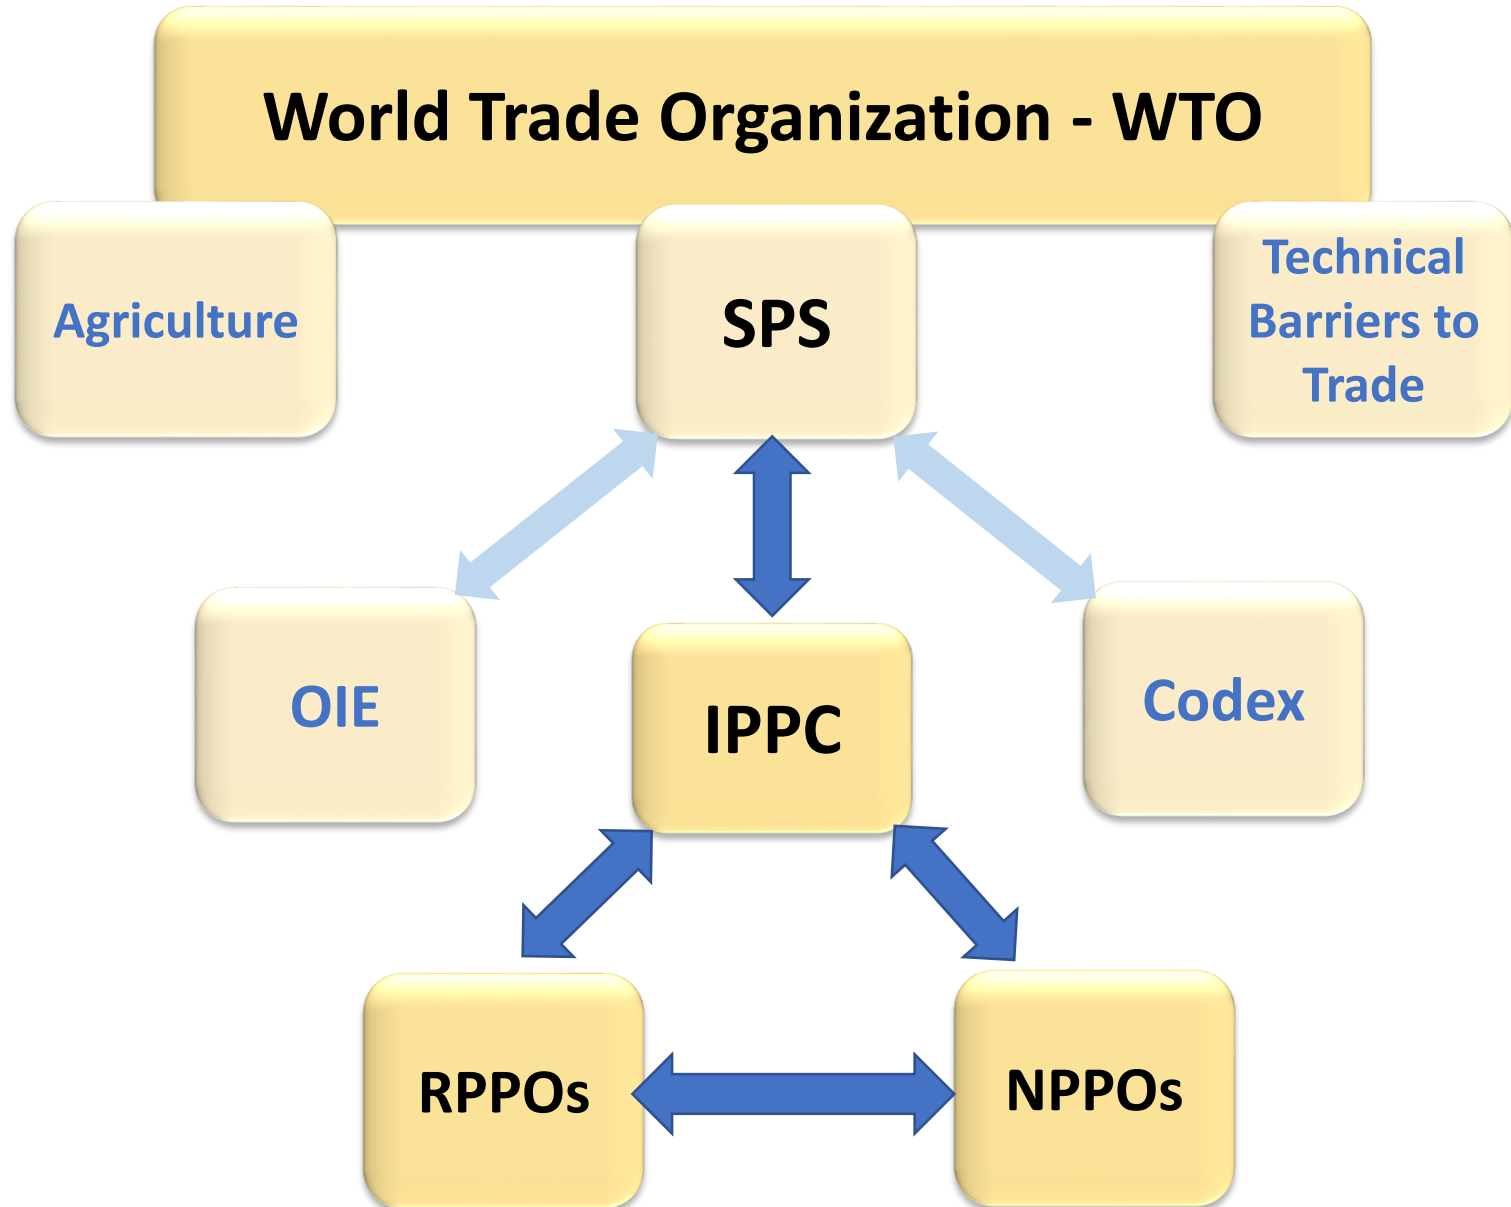 World Trade Organization - WTO
Agriculture
SPS
Technical
Barriers to
Trade
OIE
IPPC
Codex
RPPOs
NPPOs